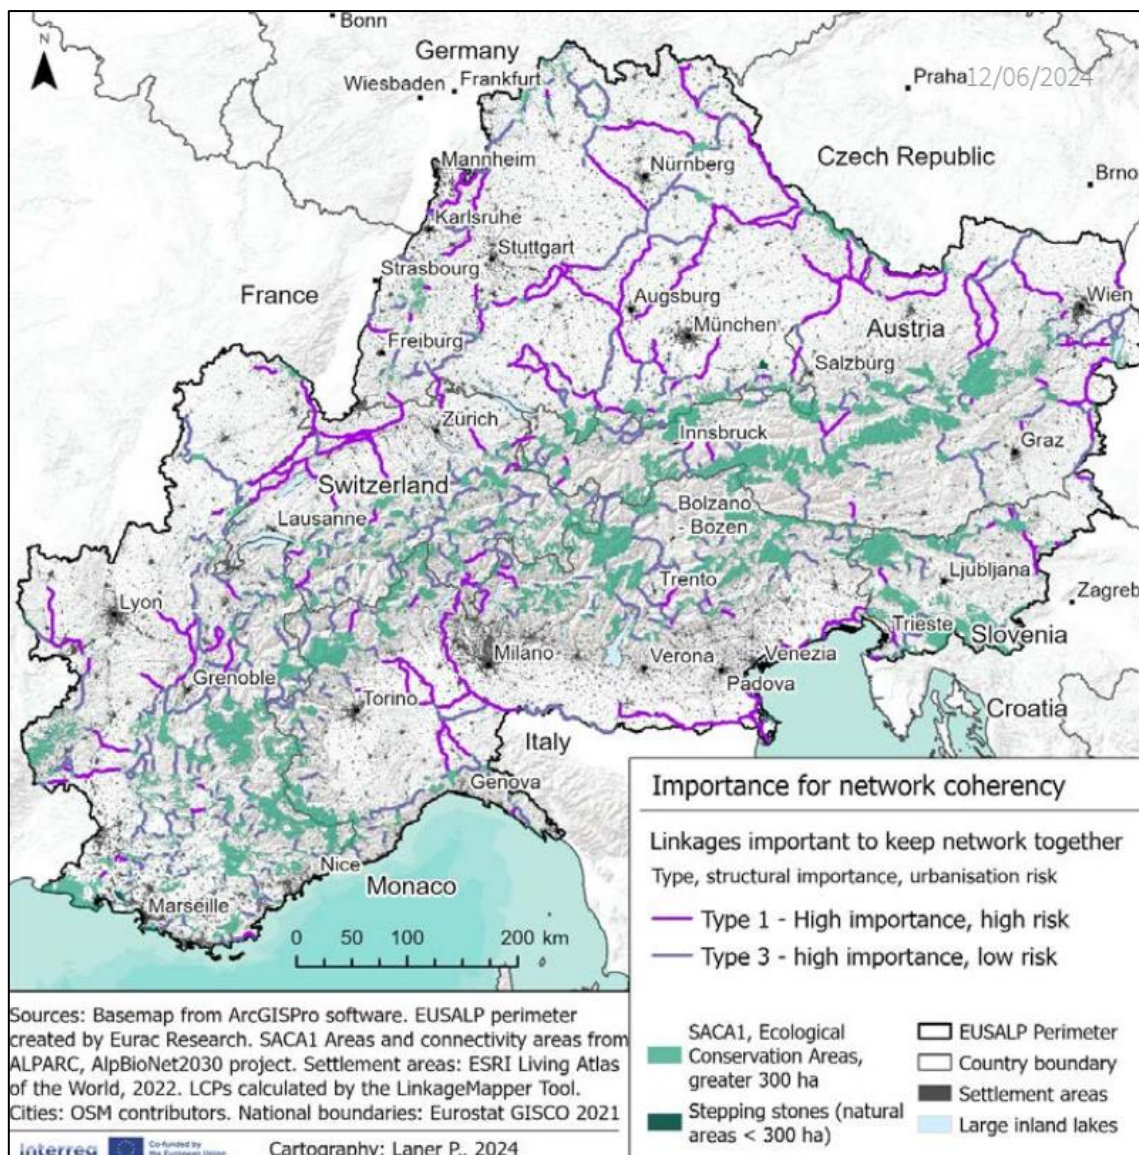 Bonn
N
Germany
Wiesbaden
Frankfurt
Praha
12/06/2024
Czech Republic
Mannheim
Nürnberg
Brno
Karlsruhe
Stuttgart
Strasbourg
France
Augsburg
Wien
München
Austria
Freiburg
Salzburg
Zürich
Innsbruck
Graz
Switzerland
Bolzano
- Bozen
Lausanne
Trento
Ljubljana
Zagreb
Lyon
Trieste
Slovenia
Milano
Verona
Venezia
Grenoble
Padova
Torino
Croatia
Italy
Genova
Nice
Monaco
Marseille
0 50 100 200 km
Importance for network coherency
Linkages important to keep network together
Type, structural importance, urbanisation risk
Type 1 - High importance, high risk
Type 3 - high importance, low risk
SACA1, Ecological
Conservation Areas,
greater 300 ha
Stepping stones (natural
areas < 300 ha)
EUSALP Perimeter
Country boundary
Settlement areas
Large inland lakes
Sources: Basemap from ArcGISPro software. EUSALP perimeter
created by Eurac Research. SACA1 Areas and connectivity areas from
ALPARC, AlpBioNet2030 project. Settlement areas: ESRI Living Atlas
of the World, 2022. LCPs calculated by the LinkageMapper Tool.
Cities: OSM contributors. National boundaries: Eurostat GISCO 2021
Interreg
Co-funded by
the European Union
Cartography: Laner P., 2024